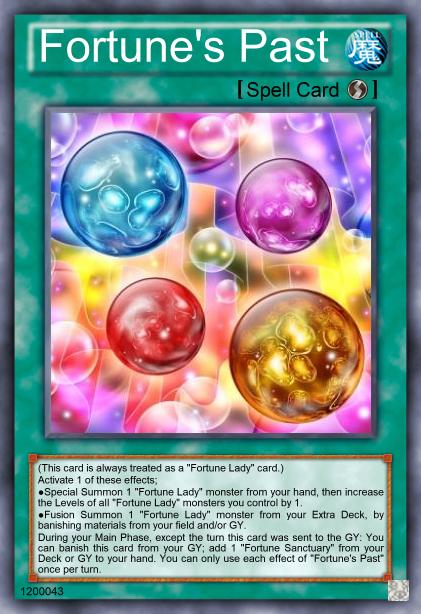 Fortune's Past
SPELL
魔
[Spell Card]
(This card is always treated as a "Fortune Lady" card.)
Activate 1 of these effects;
●Special Summon 1 "Fortune Lady" monster from your hand, then increase
the Levels of all "Fortune Lady" monsters you control by 1.
●Fusion Summon 1 "Fortune Lady" monster from your Extra Deck, by
banishing materials from your field and/or GY.
During your Main Phase, except the turn this card was sent to the GY: You
can banish this card from your GY; add 1 "Fortune Sanctuary" from your
Deck or GY to your hand. You can only use each effect of "Fortune's Past"
once per turn.
1200043